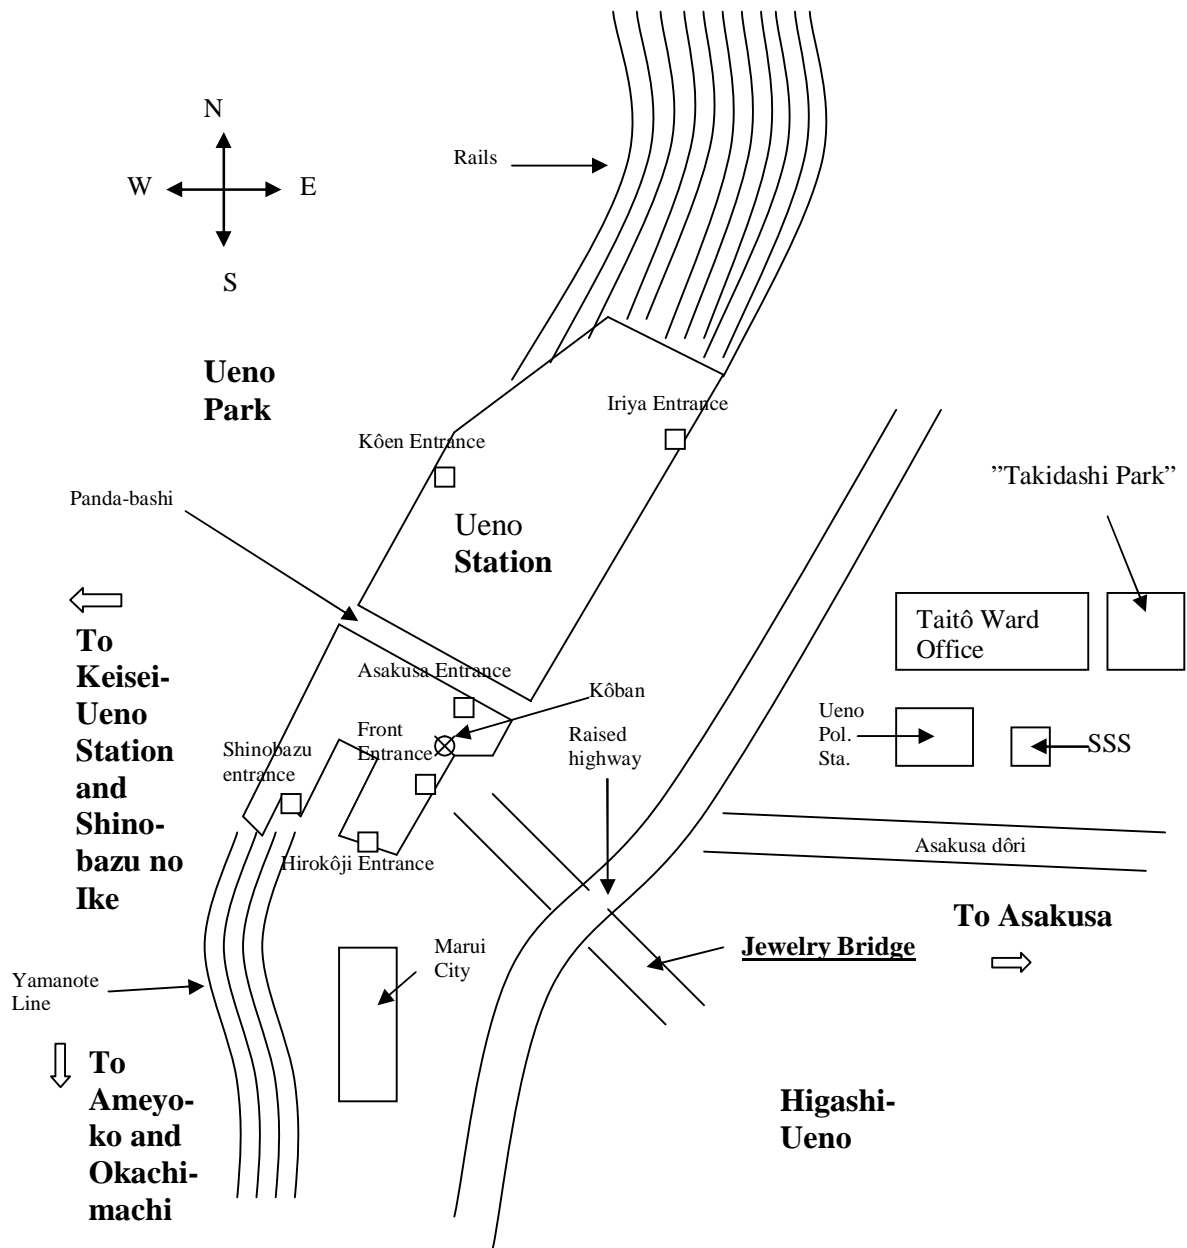 N
W
E
S
Rails
Ueno
Park
Iriya Entrance
Kôen Entrance
Panda-bashi
Ueno
Station
”Takidashi Park”
Taitô Ward
Office
To
Keisei-
Ueno
Station
and
Shino-
bazu no
Ike
Asakusa Entrance
Kôban
Front
Entrance
Raised
highway
Shinobazu
entrance
Hirokôji Entrance
Ueno
Pol.
Sta.
SSS
Asakusa dôri
To Asakusa
Marui
City
Jewelry Bridge
Yamanote
Line
To
Ameyo-
ko and
Okachi-
machi
Higashi-
Ueno